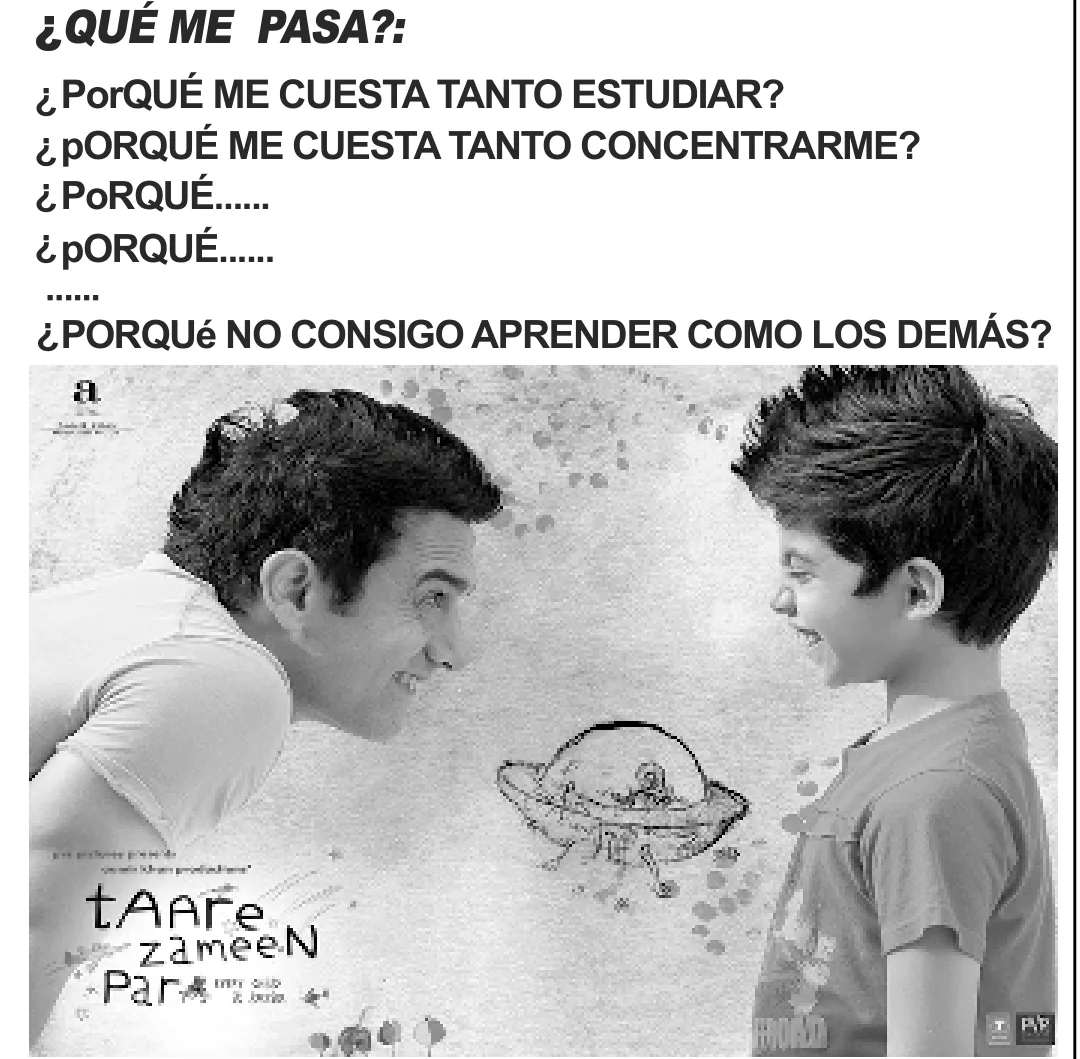 ¿QUÉ ME PASA?:
¿PorQUÉ ME CUESTA TANTO ESTUDIAR?
¿pORQUÉ ME CUESTA TANTO CONCENTRARME?
¿PoRQUÉ......
¿pORQUÉ......
......
¿PORQUé NO CONSIGO APRENDER COMO LOS DEMÁS?
a
tAAre
zameeN
Par
PVR